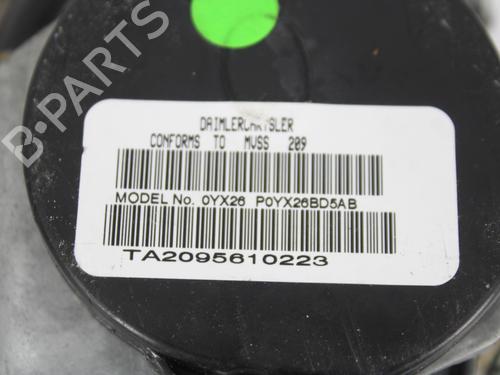 B-PARTS
DAIMLERCHRYSLER
CONFORMS TO MVSS 209
MODEL No. 0YX26 P0YX26BD5AB
TA2095610223